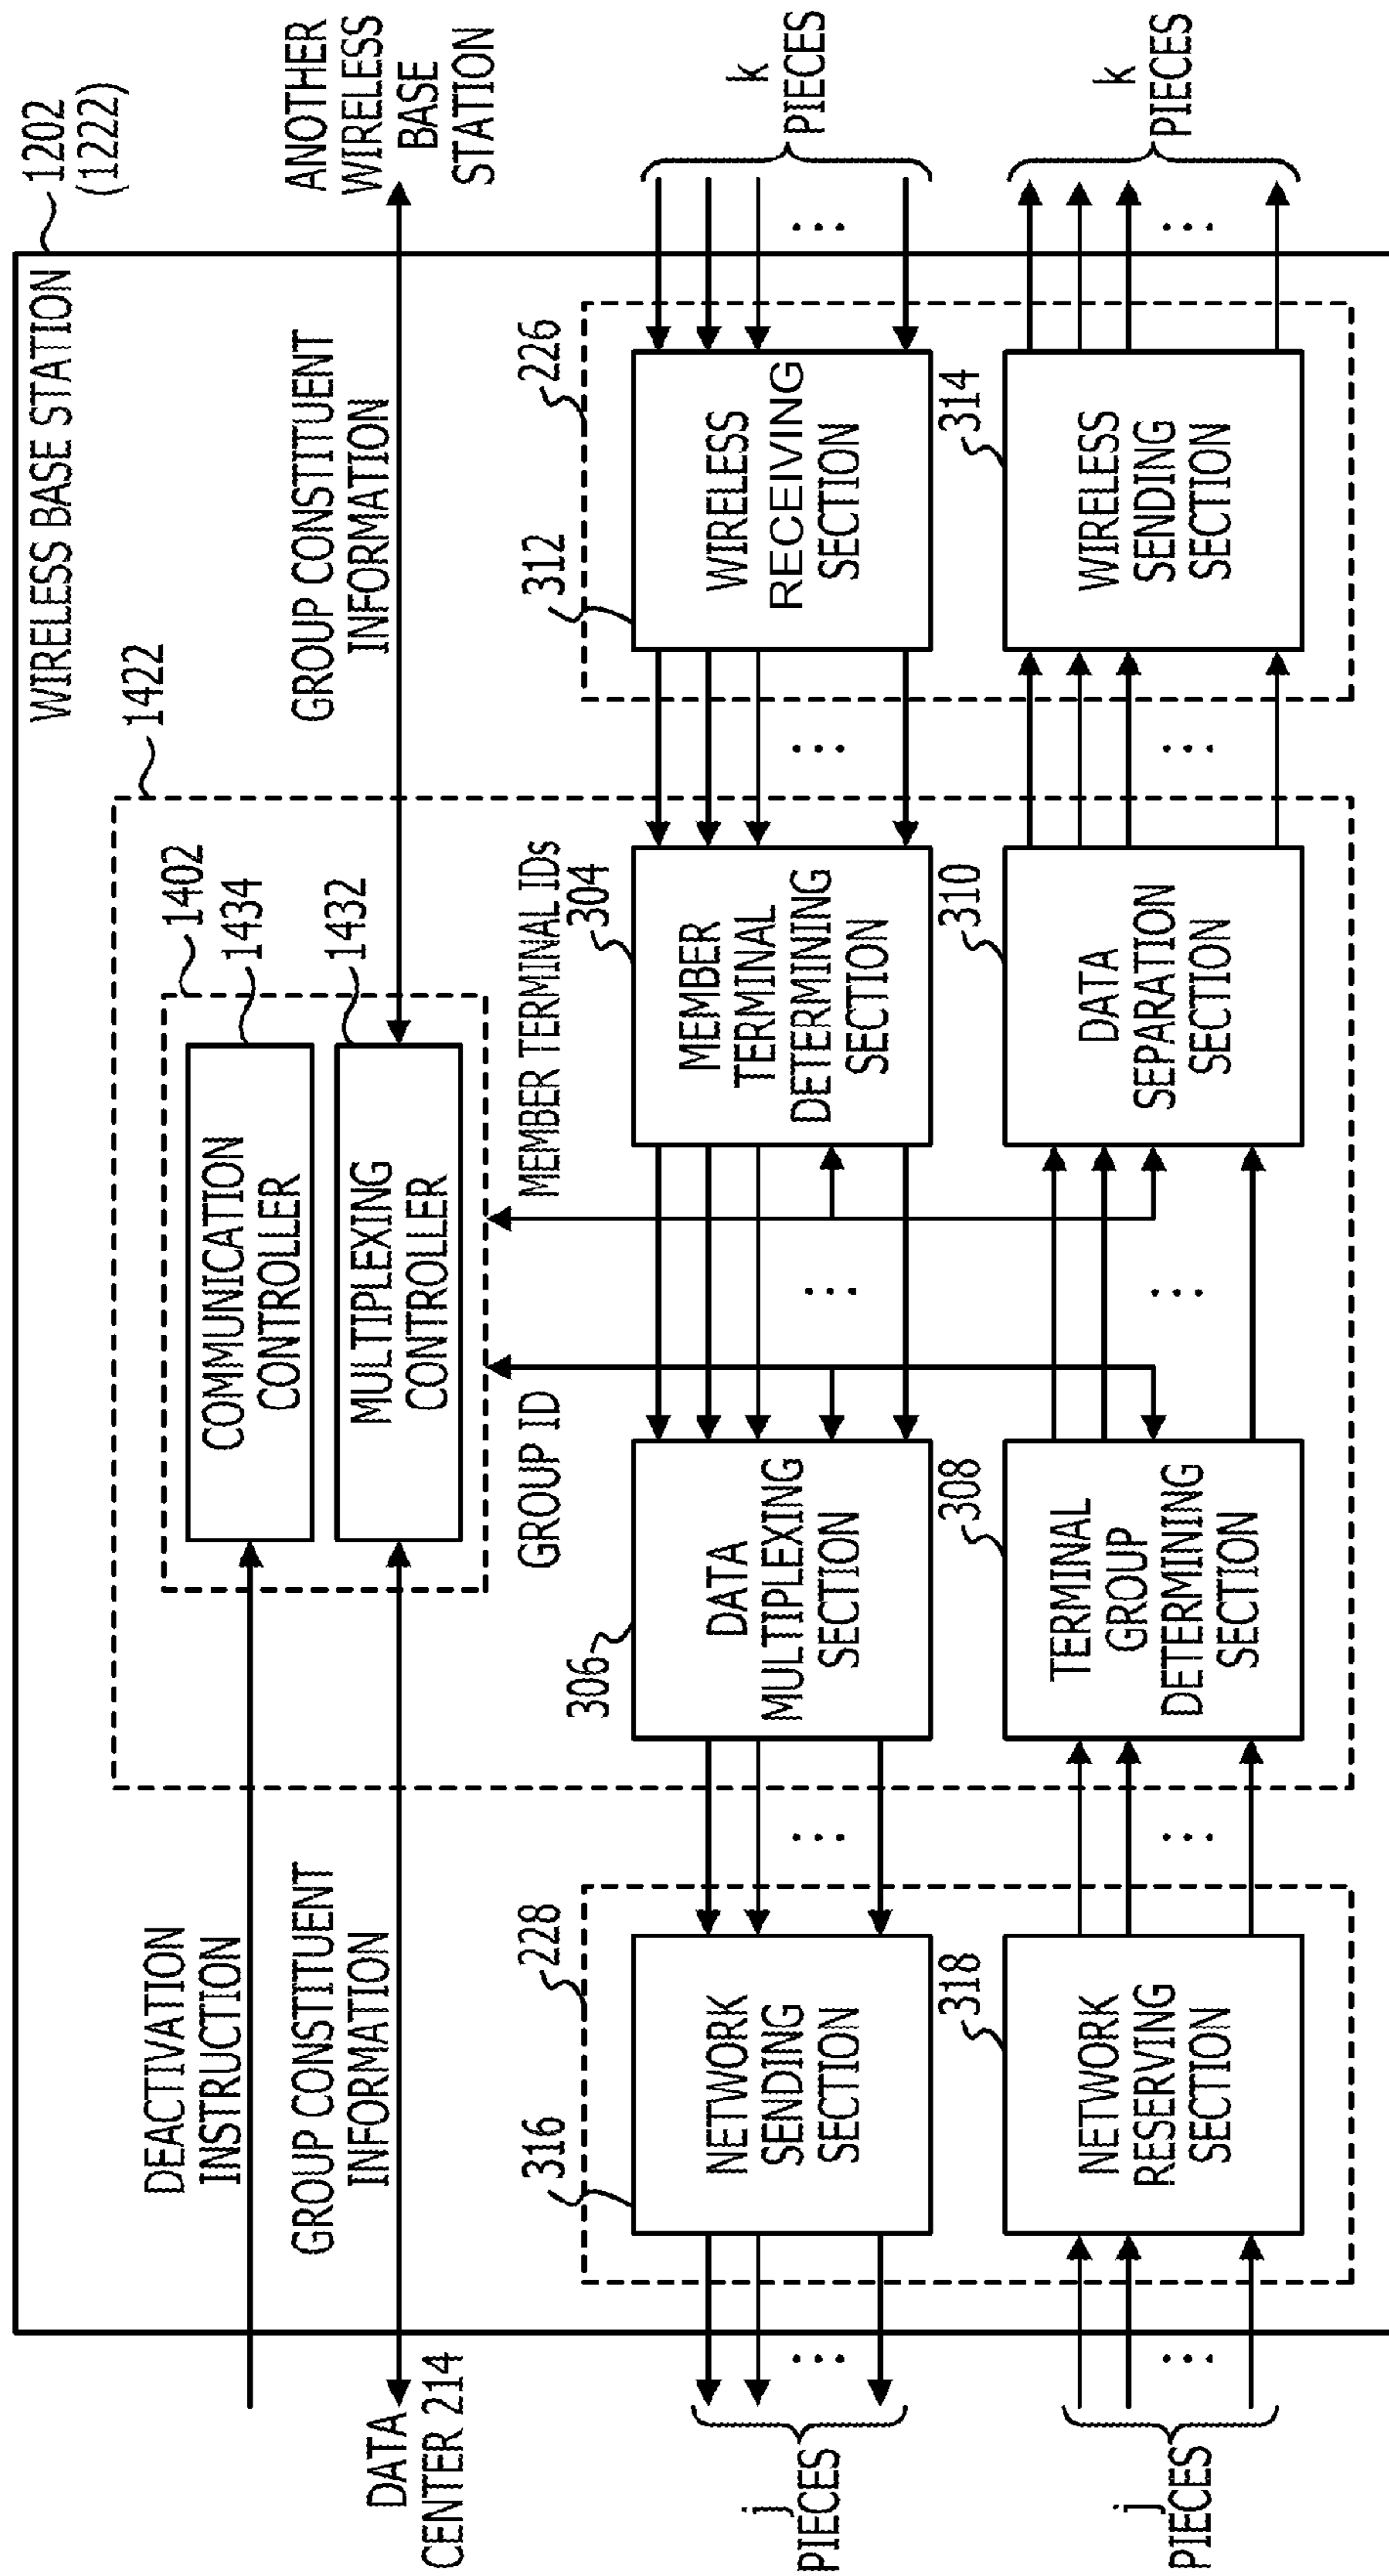 WIRELESS BASE STATION
1202
(1222)
1422
1402
1434
1432
DEACTIVATION
INSTRUCTION
COMMUNICATION
CONTROLLER
GROUP CONSTITUENT
INFORMATION
DATA
CENTER 214
MULTIPLEXING
CONTROLLER
GROUP CONSTITUENT
INFORMATION
ANOTHER
WIRELESS
BASE
STATION
GROUP ID
MEMBER TERMINAL IDs
228
226
316
NETWORK
SENDING
SECTION
306
DATA
MULTIPLEXING
SECTION
304
MEMBER
TERMINAL
DETERMINING
SECTION
312
WIRELESS
RECEIVING
SECTION
j
PIECES
k
PIECES
318
NETWORK
RESERVING
SECTION
308
TERMINAL
GROUP
DETERMINING
SECTION
310
DATA
SEPARATION
SECTION
314
WIRELESS
SENDING
SECTION
j
PIECES
k
PIECES